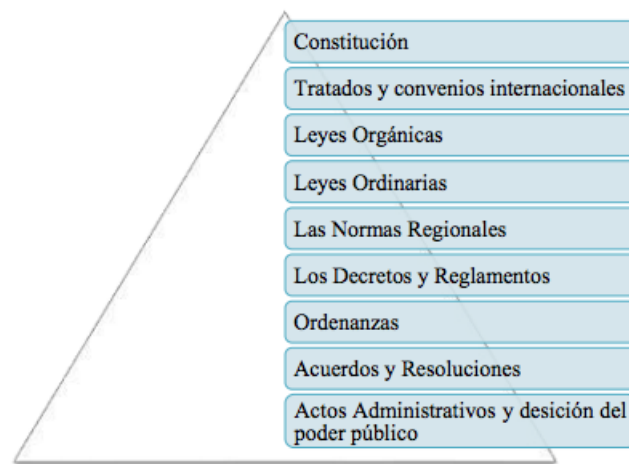 Constitución
Tratados y convenios internacionales
Leyes Orgánicas
Leyes Ordinarias
Las Normas Regionales
Los Decretos y Reglamentos
Ordenanzas
Acuerdos y Resoluciones
Actos Administrativos y desición del
poder público